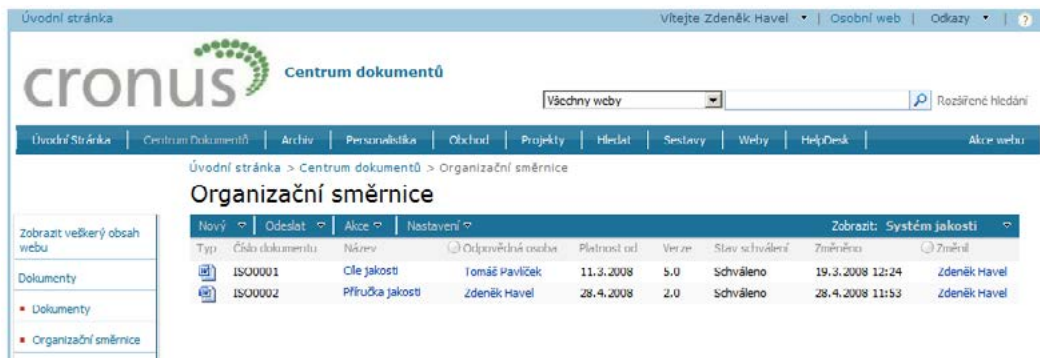 Úvodní stránka
Vítejte Zdeněk Havel | Osobní web | Odkazy | ?
cronus
Centrum dokumentů
Všechny weby
Rozšířené hledání
Úvodní Stránka | Centrum Dokumentů | Archiv | Personalistika | Obchod | Projekty | Hledat | Sestavy | Weby | HelpDesk | Akce webu
Úvodní stránka > Centrum dokumentů > Organizační směrnice
Organizační směrnice
Nový | Odeslat | Akce | Nastavení Zobrazit: Systém jakosti
Typ Číslo dokumentu Název Odpovědná osoba Platnost od Verze Stav schválení Změněno Změnil
ISO0001 Cíle jakosti Tomáš Pavlíček 11.3.2008 5.0 Schváleno 19.3.2008 12:24 Zdeněk Havel
ISO0002 Příručka jakosti Zdeněk Havel 28.4.2008 2.0 Schváleno 28.4.2008 11:53 Zdeněk Havel
Zobrazit veškerý obsah
webu
Dokumenty
Dokumenty
Organizační směrnice